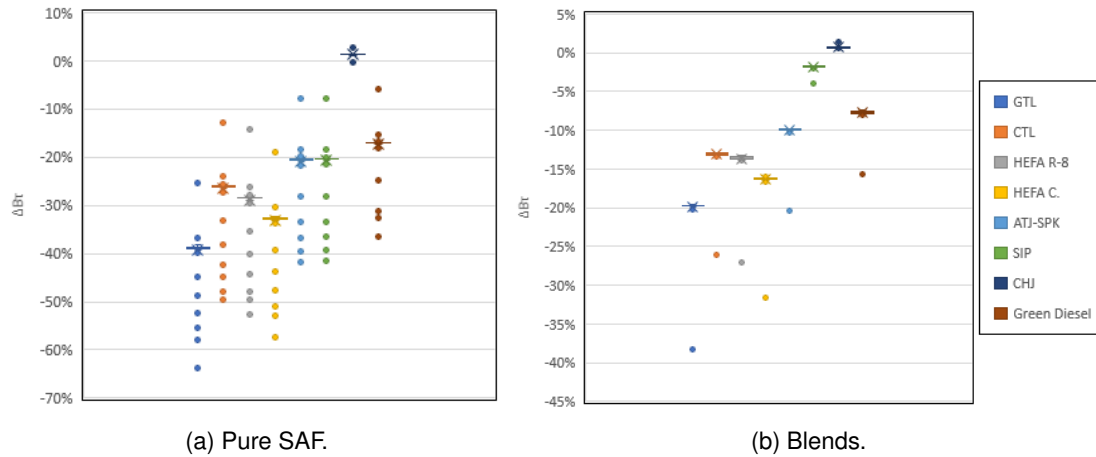 10%
0%
-10%
-20%
-30%
-40%
-50%
-60%
-70%
ΔBτ
(a) Pure SAF.
5%
0%
-5%
-10%
-15%
-20%
-25%
-30%
-35%
-40%
-45%
ΔBτ
(b) Blends.
GTL
CTL
HEFA R-8
HEFA C.
ATJ-SPK
SIP
CHJ
Green Diesel